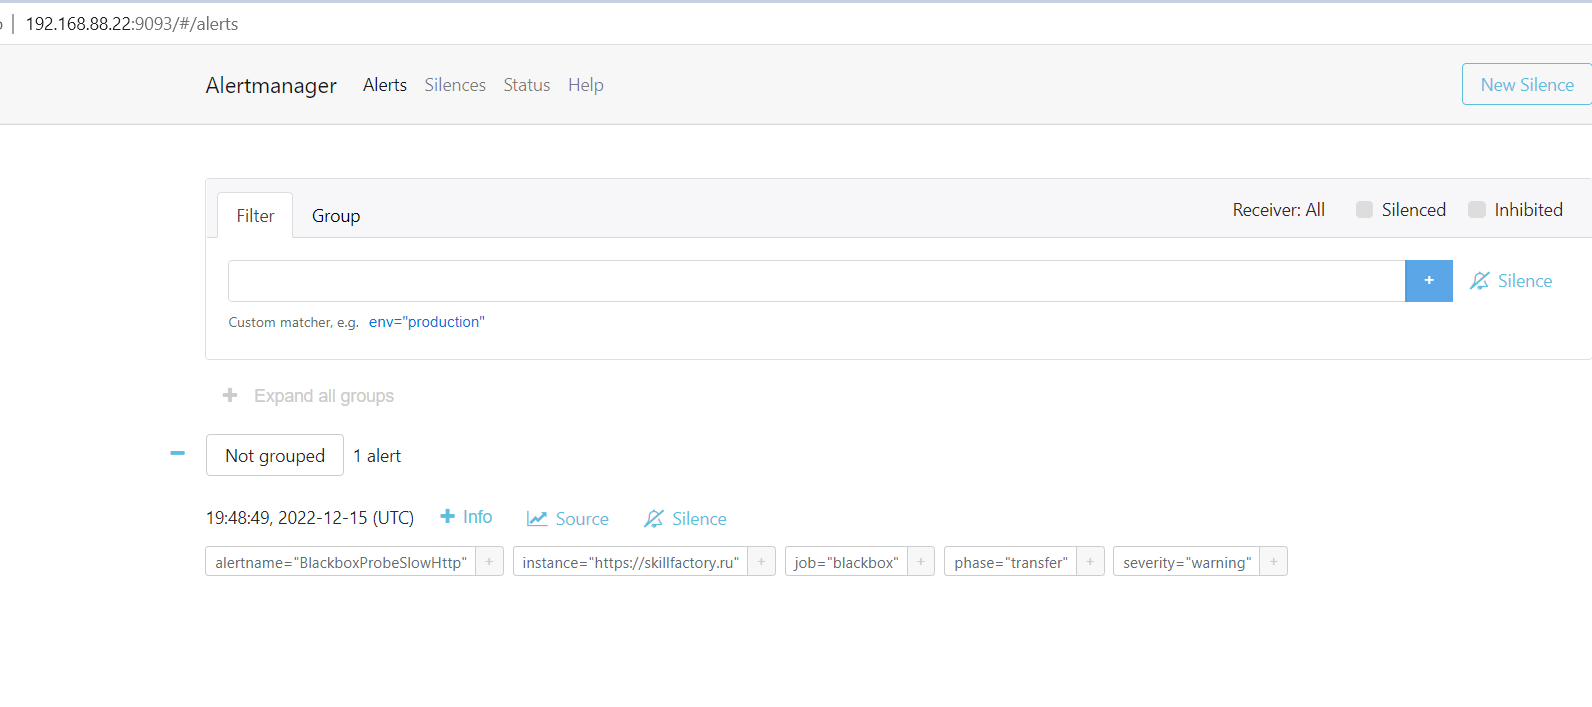 192.168.88.22:9093/#/alerts
Alertmanager Alerts Silences Status Help New Silence
Filter Group Receiver: All Silenced Inhibited
+ Silence
Custom matcher, e.g. env="production"
+ Expand all groups
− Not grouped 1 alert
19:48:49, 2022-12-15 (UTC) + Info Source Silence
alertname="BlackboxProbeSlowHttp" + instance="https://skillfactory.ru" + job="blackbox" + phase="transfer" + severity="warning" +